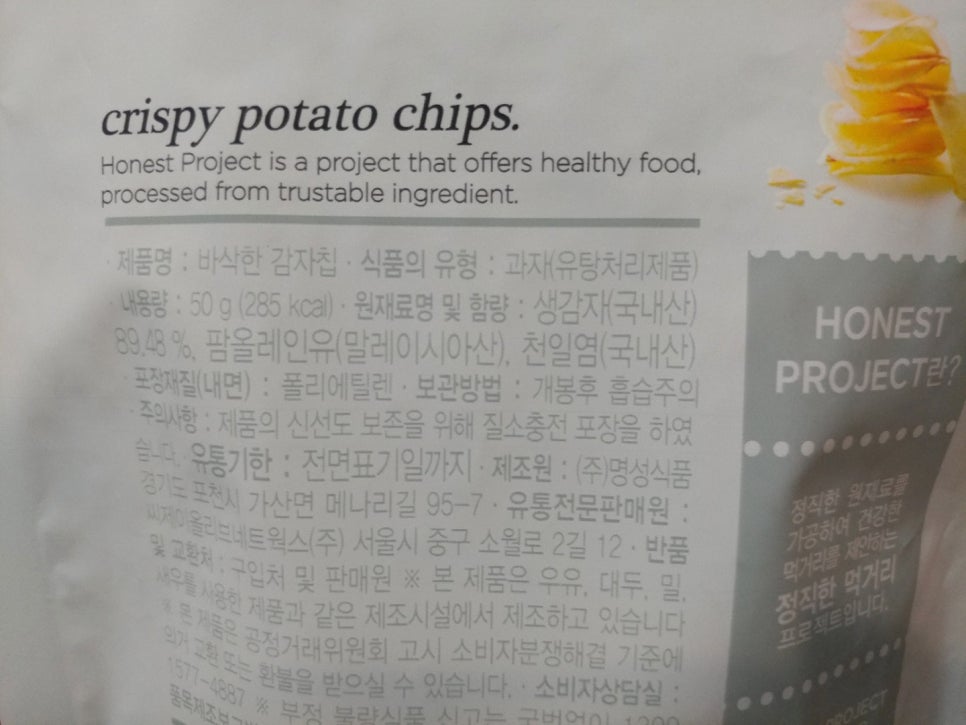 crispy potato chips.
Honest Project is a project that offers healthy food,
processed from trustable ingredient.
· 제품명 : 바삭한 감자칩 · 식품의 유형 : 과자(유탕처리제품)
· 내용량 : 50 g (285 kcal) · 원재료명 및 함량 : 생감자(국내산)
89.48 %, 팜올레인유(말레이시아산), 천일염(국내산)
· 포장재질(내면) : 폴리에틸렌 · 보관방법 : 개봉후 흡습주의
· 주의사항 : 제품의 신선도 보존을 위해 질소충전 포장을 하였
습니다. · 유통기한 : 전면표기일까지 · 제조원 : (주)명성식품
경기도 포천시 가산면 메나리길 95-7 · 유통전문판매원 :
씨제이올리브네트웍스(주) 서울시 중구 소월로 2길 12 · 반품
및 교환처 : 구입처 및 판매원 ※ 본 제품은 우유, 대두, 밀,
새우를 사용한 제품과 같은 제조시설에서 제조하고 있습니다
※ 본 제품은 공정거래위원회 고시 소비자분쟁해결 기준에
의거 교환 또는 환불을 받으실 수 있습니다. · 소비자상담실 :
1577-4887 ※ 부정 불량식품 신고는 국번없이 1399
HONEST
PROJECT란?
정직한 원재료를
가공하여 건강한
먹거리를 제안하는
정직한 먹거리
프로젝트입니다.
PROJECT